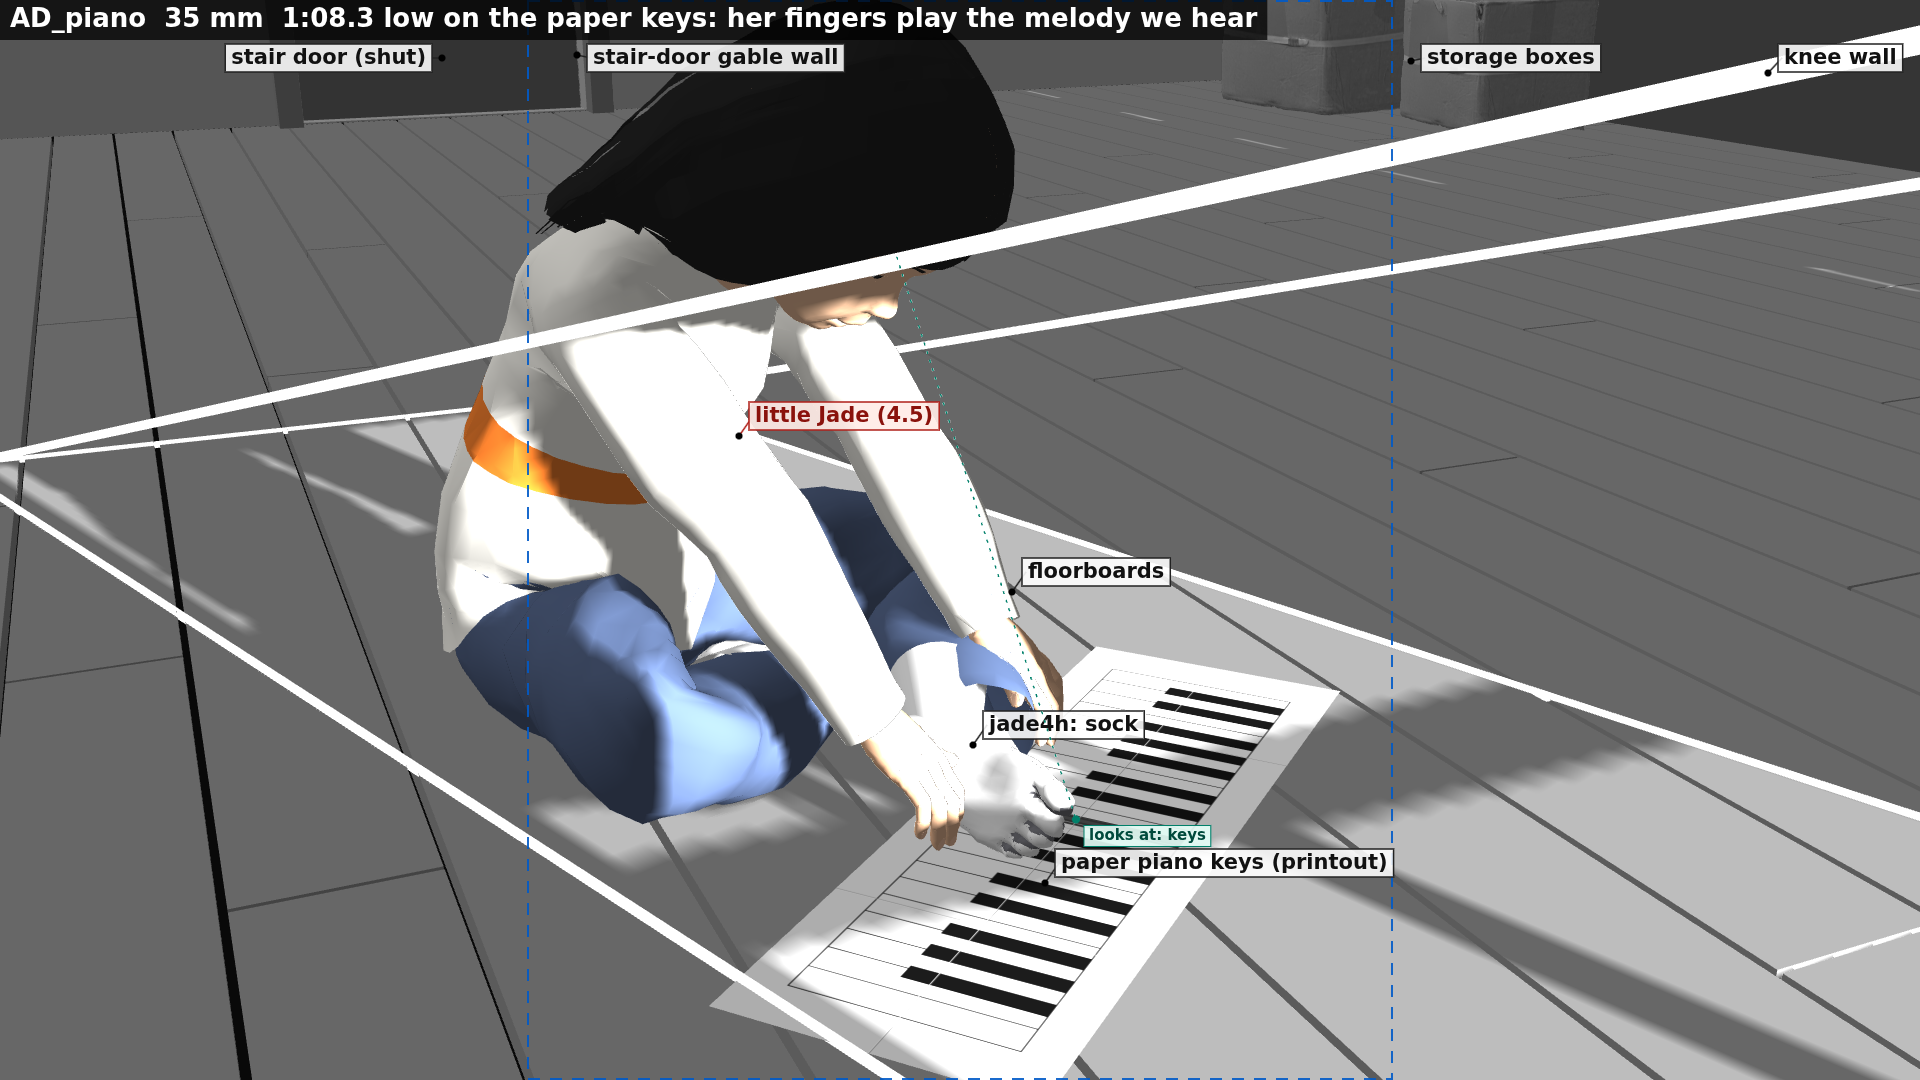 AD_piano 35 mm 1:08.3 low on the paper keys: her fingers play the melody we hear
stair door (shut)
stair-door gable wall
storage boxes
knee wall
little Jade (4.5)
floorboards
jade4h: sock
looks at: keys
paper piano keys (printout)